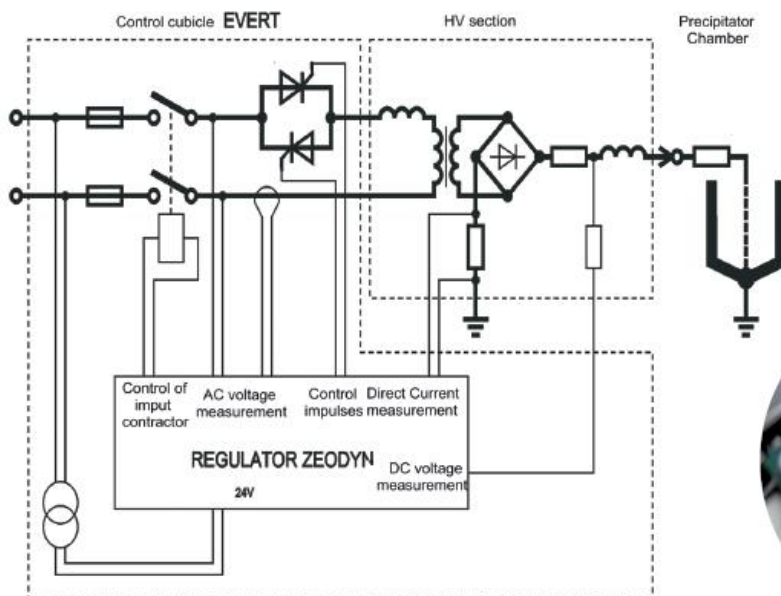 Control cubicle EVERT
HV section
Precipitator
Chamber
Control of
imput
contractor
AC voltage
measurement
Control
impulses
Direct Current
measurement
REGULATOR ZEODYN
DC voltage
measurement
24V